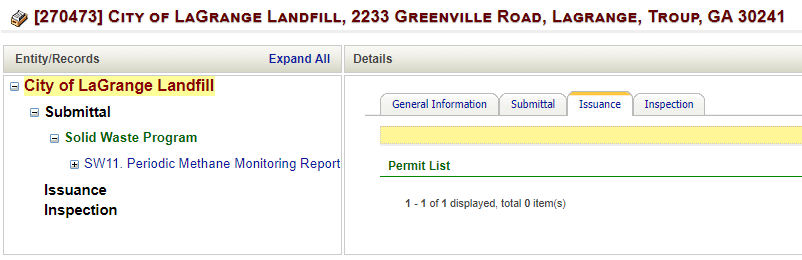 [270473] City of LaGrange Landfill, 2233 Greenville Road, Lagrange, Troup, GA 30241
Entity/Records Expand All Details
City of LaGrange Landfill
Submittal
Solid Waste Program
SW11. Periodic Methane Monitoring Report
Issuance
Inspection
General Information Submittal Issuance Inspection
Permit List
1 - 1 of 1 displayed, total 0 item(s)